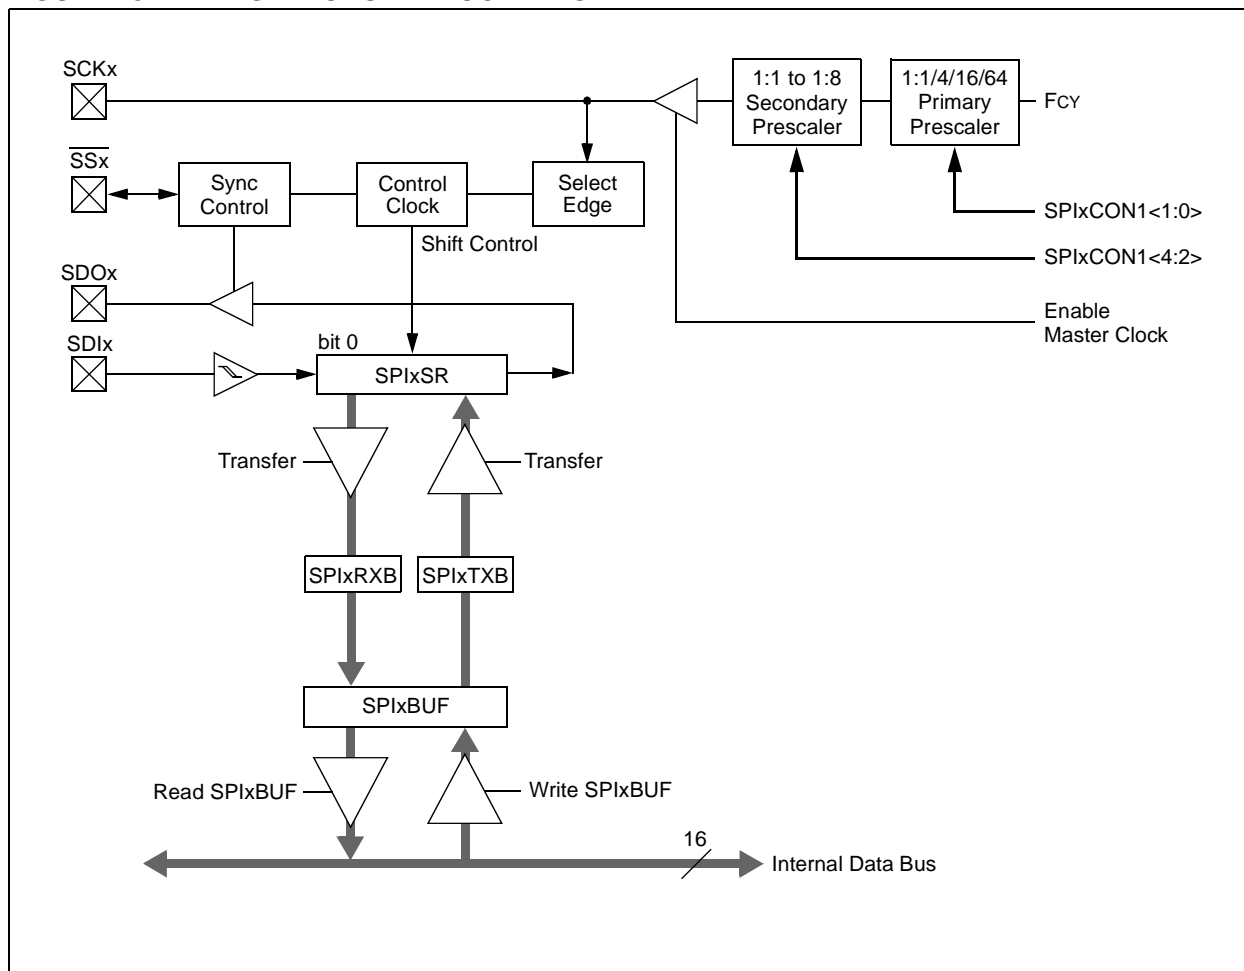 SCKx
1:1 to 1:8
Secondary
Prescaler
1:1/4/16/64
Primary
Prescaler
FCY
SSx
Sync
Control
Control
Clock
Select
Edge
SPIxCON1<1:0>
Shift Control
SPIxCON1<4:2>
SDOx
Enable
Master Clock
SDIx
bit 0
SPIxSR
Transfer
Transfer
SPIxRXB
SPIxTXB
SPIxBUF
Read SPIxBUF
Write SPIxBUF
16
Internal Data Bus